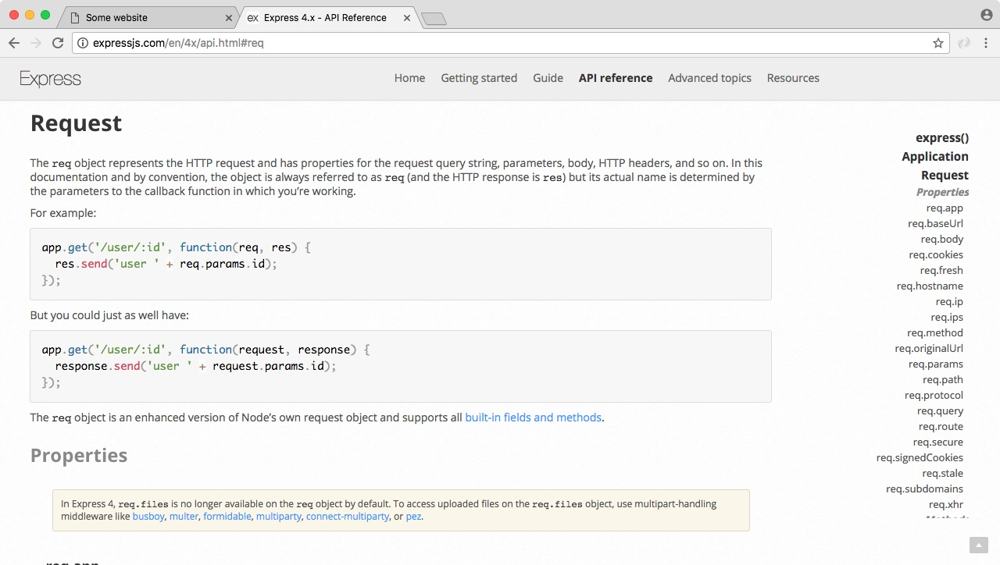 Some website
Express 4.x - API Reference
expressjs.com/en/4x/api.html#req
Express
Home Getting started Guide API reference Advanced topics Resources
Request
The req object represents the HTTP request and has properties for the request query string, parameters, body, HTTP headers, and so on. In this
documentation and by convention, the object is always referred to as req (and the HTTP response is res) but its actual name is determined by
the parameters to the callback function in which you’re working.
For example:
app.get('/user/:id', function(req, res) {
  res.send('user ' + req.params.id);
});
But you could just as well have:
app.get('/user/:id', function(request, response) {
  response.send('user ' + request.params.id);
});
The req object is an enhanced version of Node’s own request object and supports all built-in fields and methods.
Properties
In Express 4, req.files is no longer available on the req object by default. To access uploaded files on the req.files object, use multipart-handling
middleware like busboy, multer, formidable, multiparty, connect-multiparty, or pez.
req.app
express()
Application
Request
Properties
req.app
req.baseUrl
req.body
req.cookies
req.fresh
req.hostname
req.ip
req.ips
req.method
req.originalUrl
req.params
req.path
req.protocol
req.query
req.route
req.secure
req.signedCookies
req.stale
req.subdomains
req.xhr
Methods